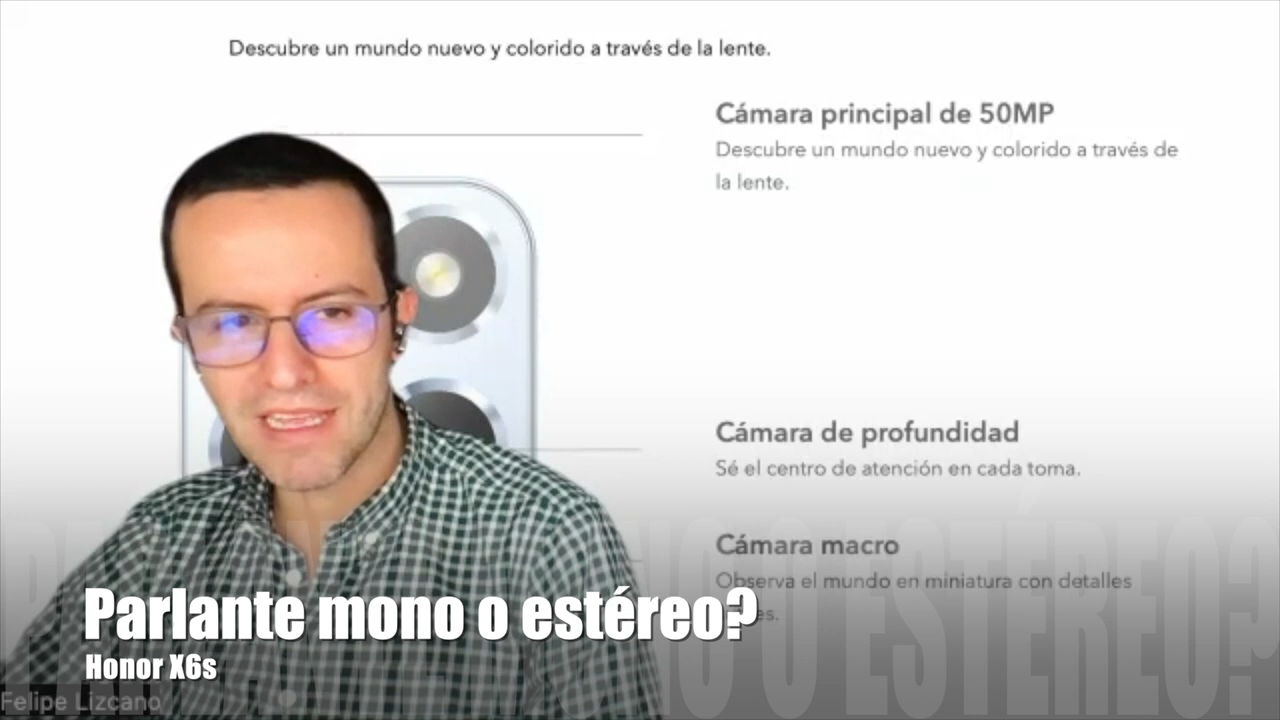 Descubre un mundo nuevo y colorido a través de la lente.
Cámara principal de 50MP
Descubre un mundo nuevo y colorido a través de
la lente.
Cámara de profundidad
Sé el centro de atención en cada toma.
Cámara macro
Observa el mundo en miniatura con detalles
Parlante mono o estéreo?
Honor X6s
Felipe Lizcano